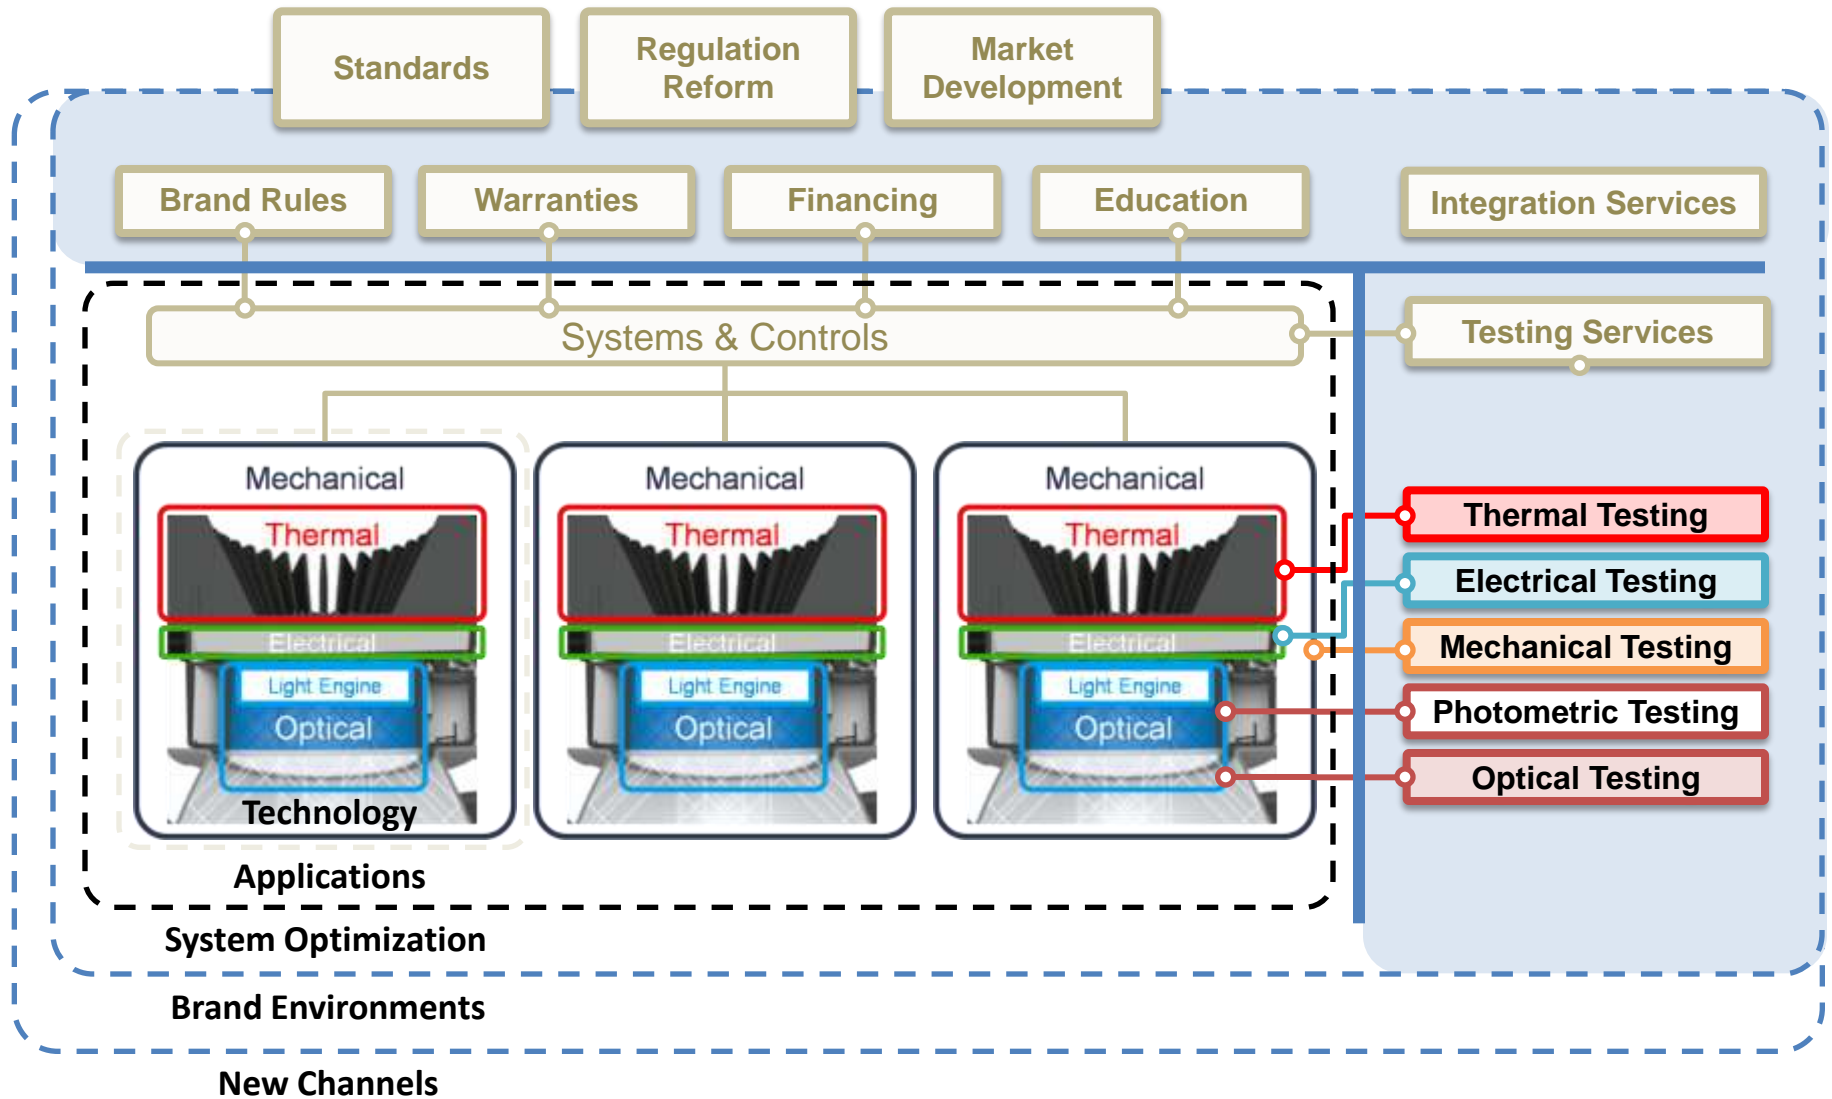 Standards
Regulation
Reform
Market
Development
Brand Rules
Warranties
Financing
Education
Integration Services
Systems & Controls
Testing Services
Mechanical
Thermal
Electrical
Light Engine
Optical
Technology
Mechanical
Thermal
Electrical
Light Engine
Optical
Mechanical
Thermal
Electrical
Light Engine
Optical
Thermal Testing
Electrical Testing
Mechanical Testing
Photometric Testing
Optical Testing
Applications
System Optimization
Brand Environments
New Channels